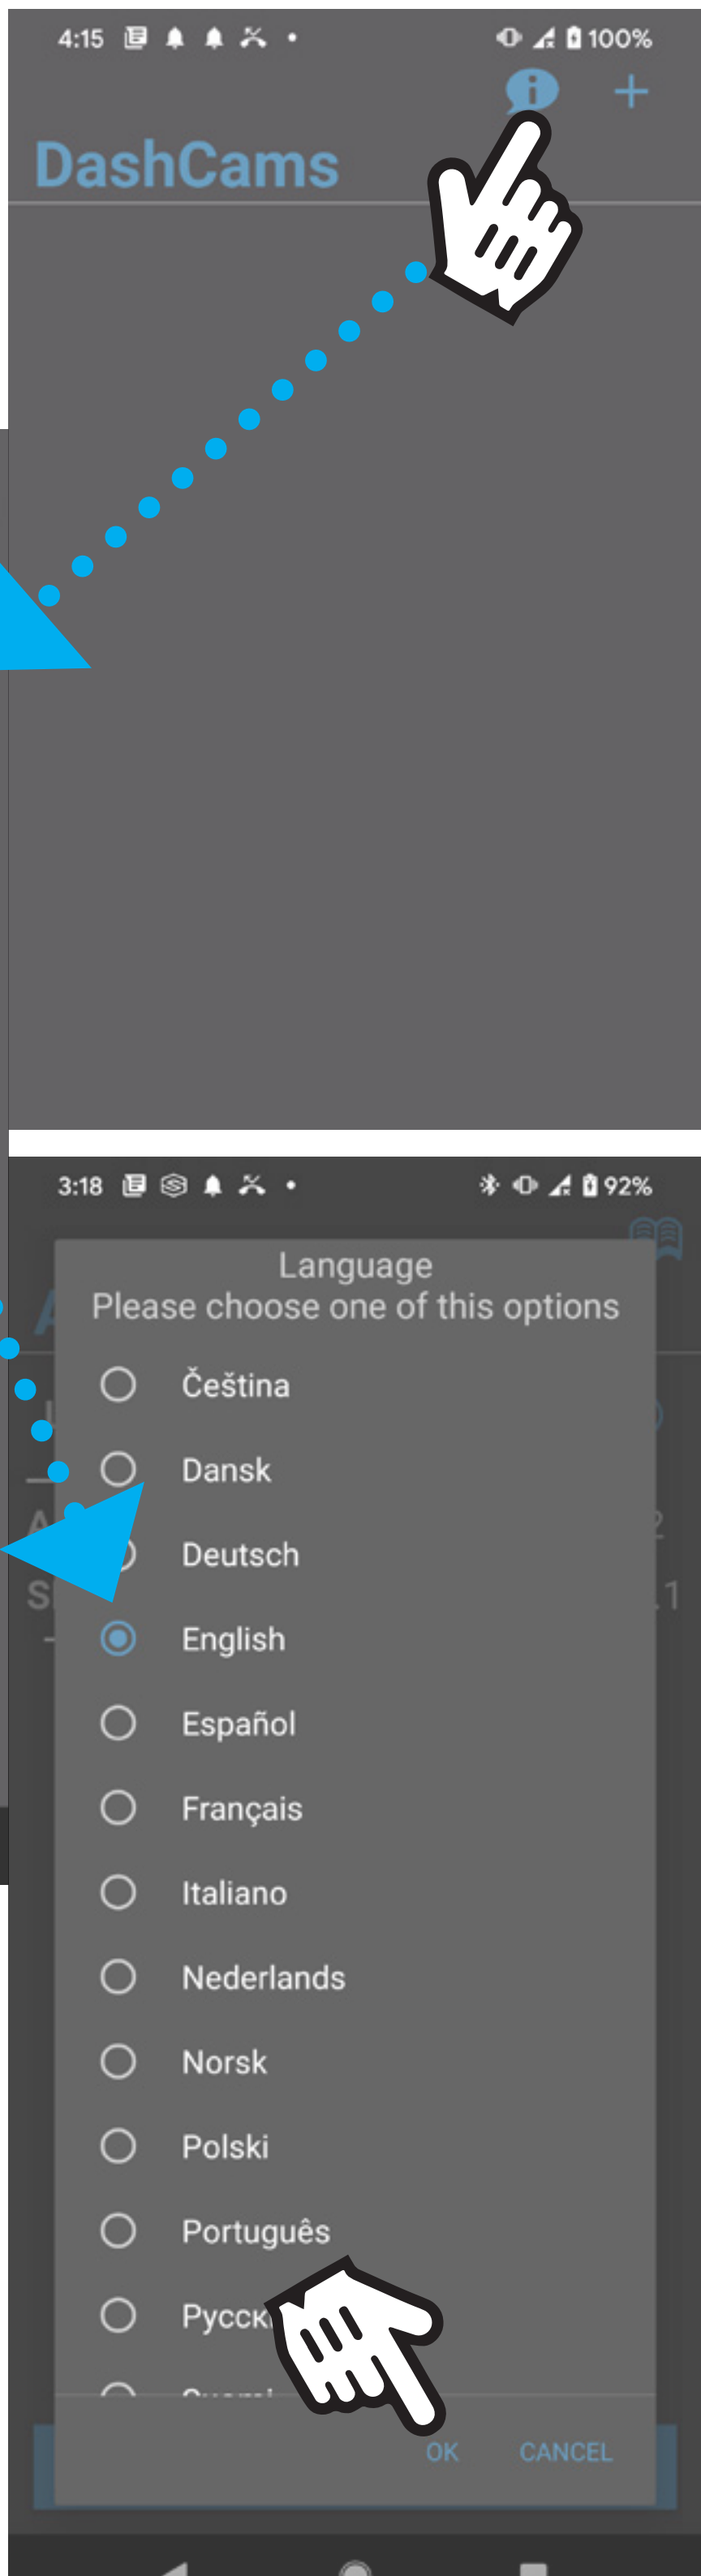 4:15
100%
DashCams
3:18
92%
Language
Please choose one of this options
Čeština
Dansk
Deutsch
English
Español
Français
Italiano
Nederlands
Norsk
Polski
Português
OK CANCEL